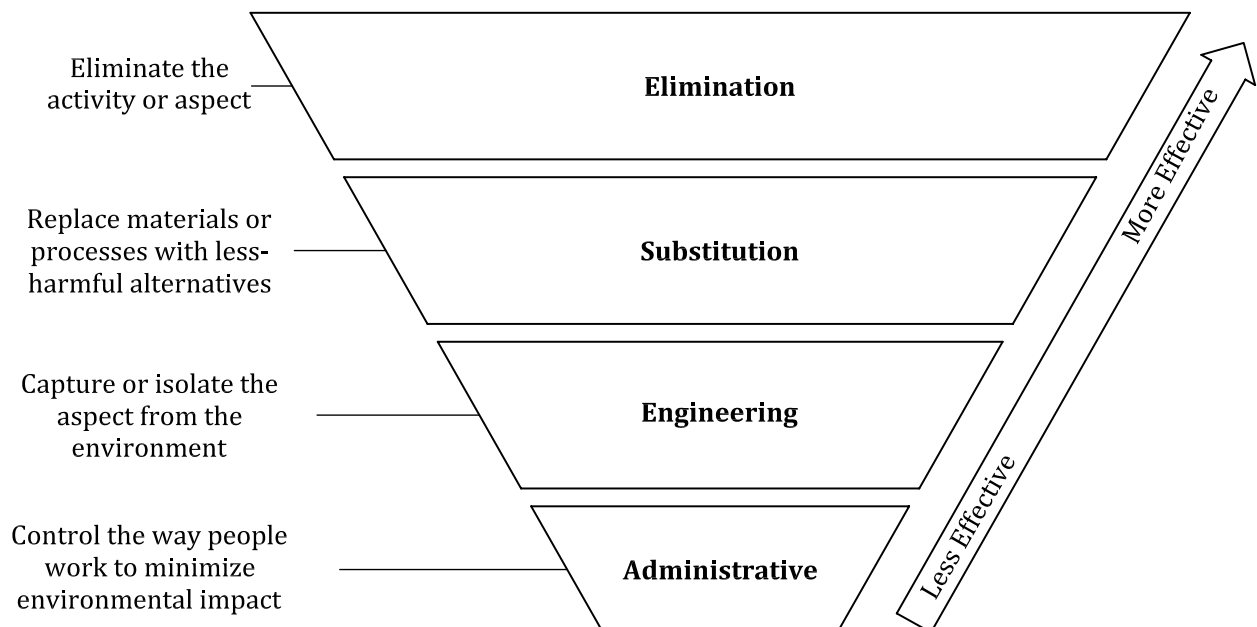 Eliminate the
activity or aspect
Elimination
Replace materials or
processes with less-
harmful alternatives
Substitution
Capture or isolate the
aspect from the
environment
Engineering
Control the way people
work to minimize
environmental impact
Administrative
More Effective
Less Effective